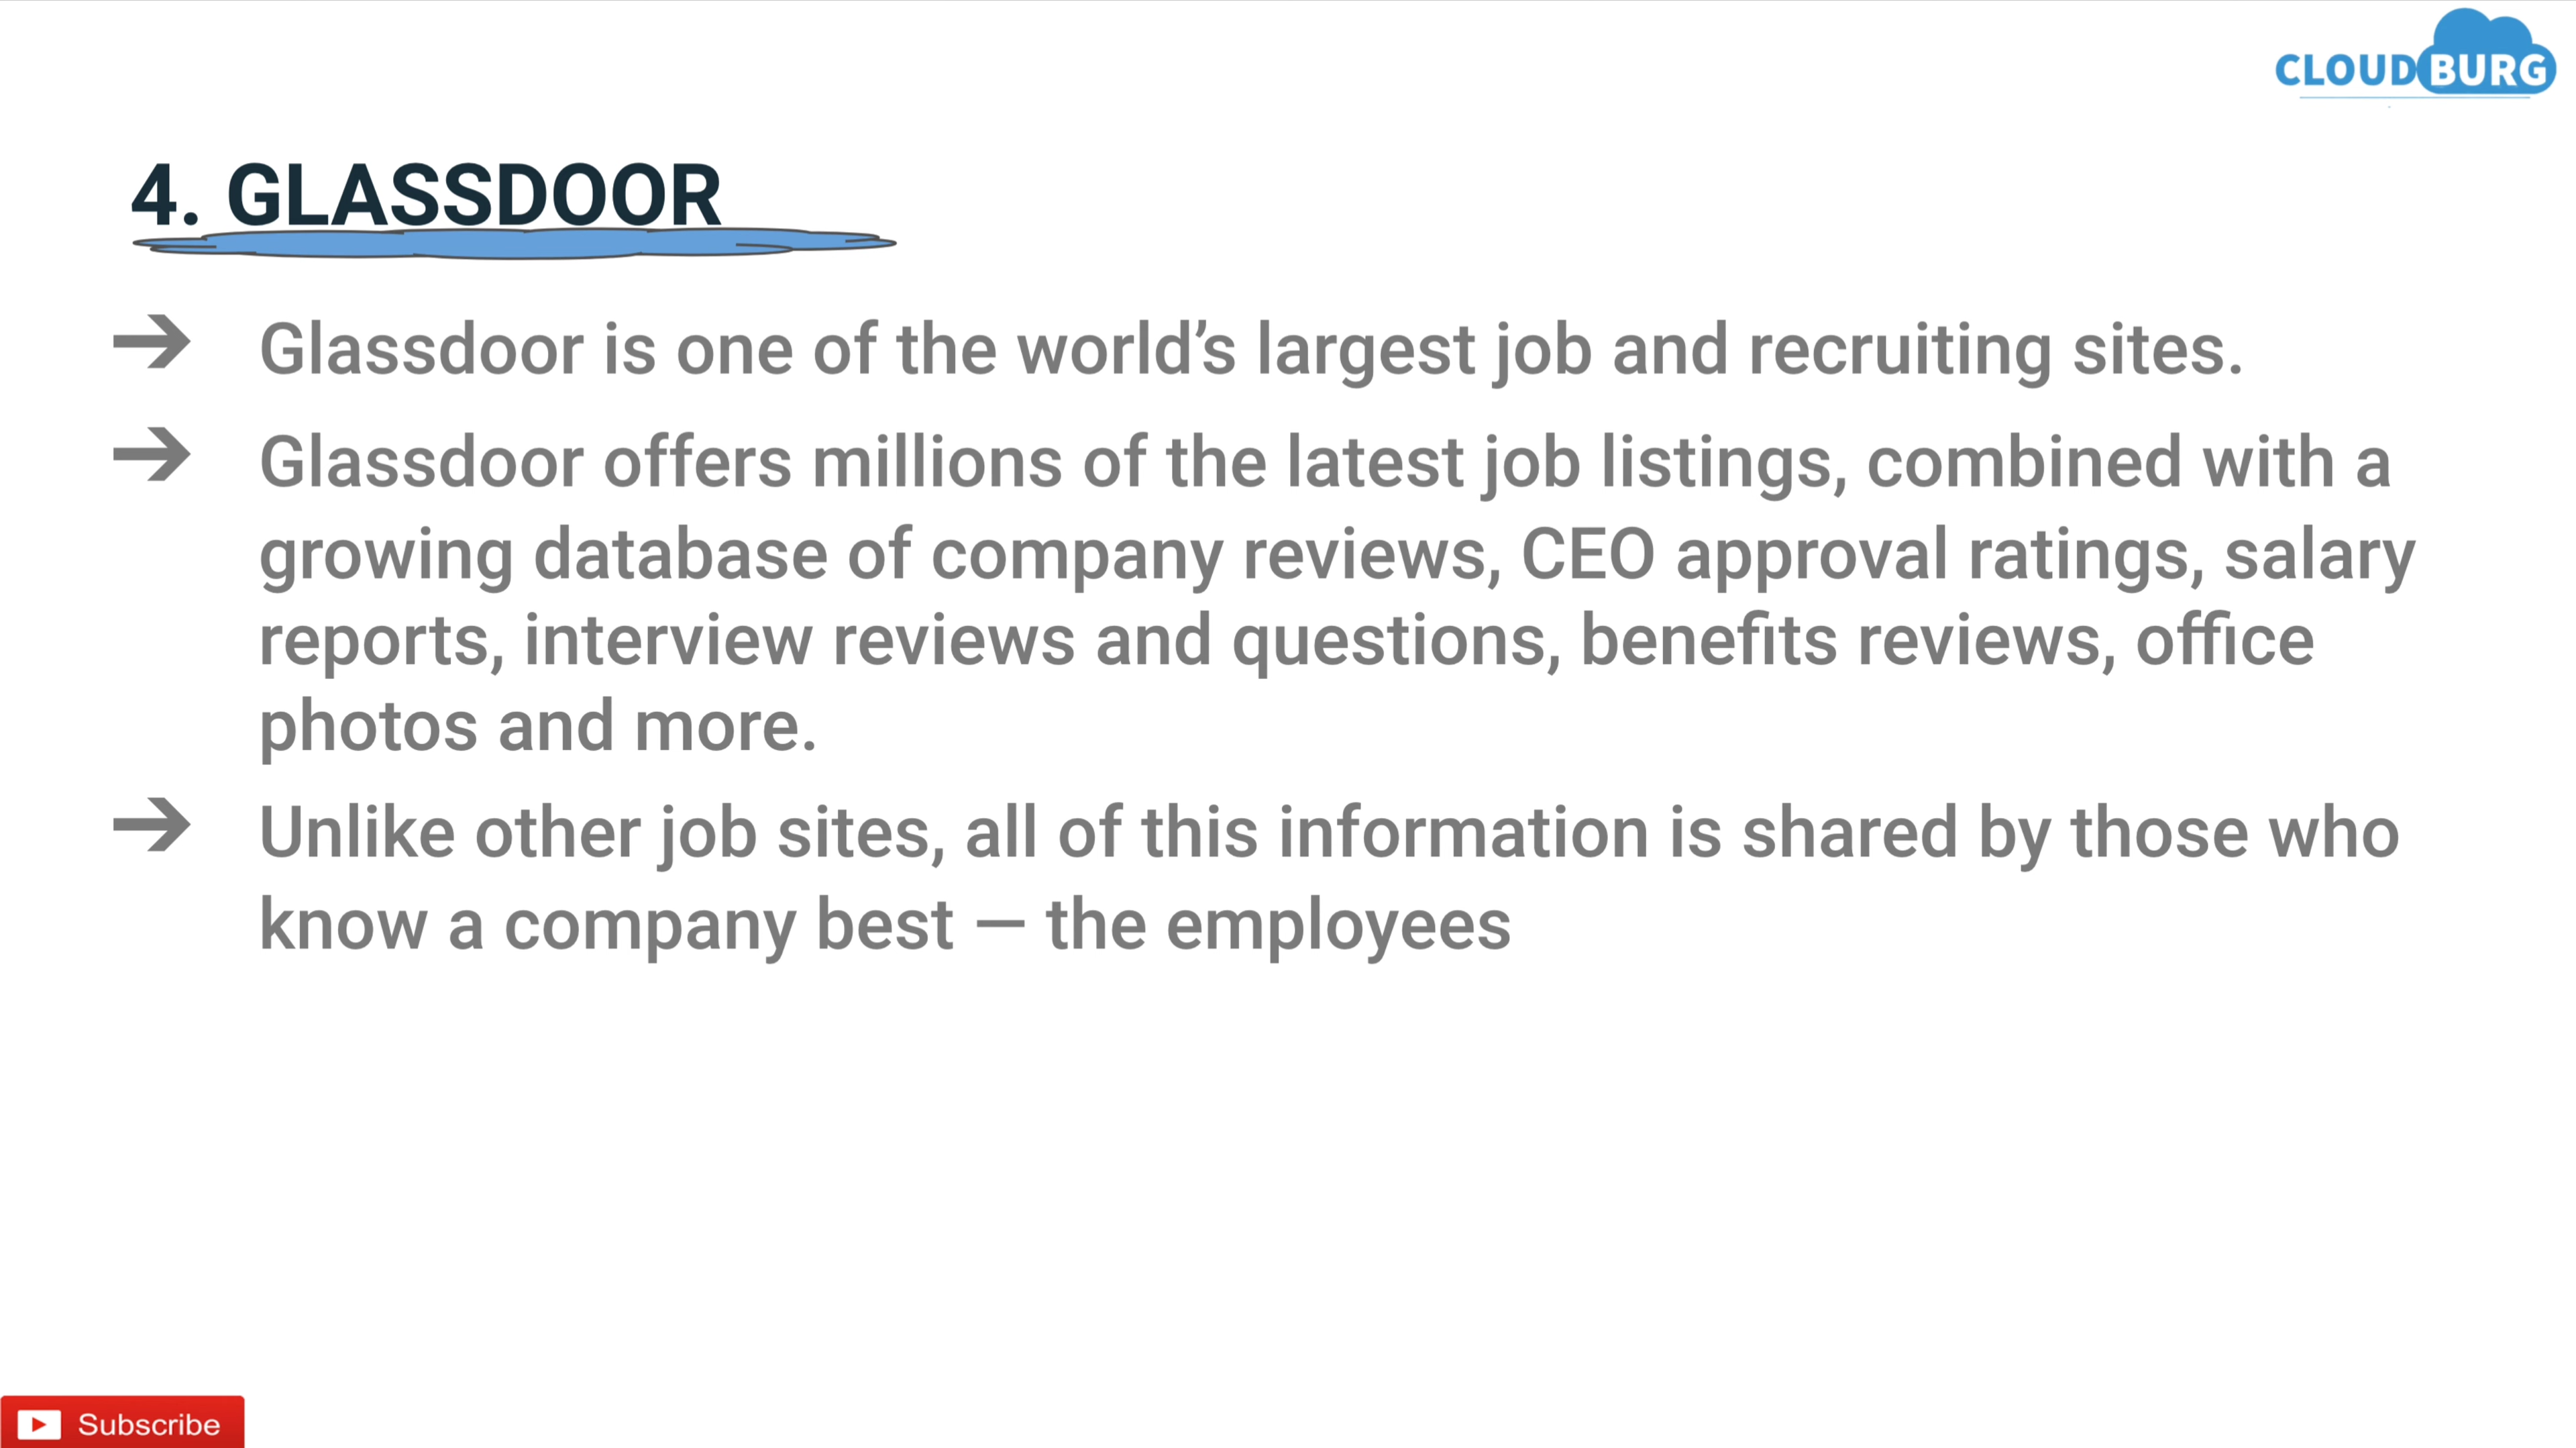 CLOUDBURG
4. GLASSDOOR
→ Glassdoor is one of the world’s largest job and recruiting sites.
→ Glassdoor offers millions of the latest job listings, combined with a
growing database of company reviews, CEO approval ratings, salary
reports, interview reviews and questions, benefits reviews, office
photos and more.
→ Unlike other job sites, all of this information is shared by those who
know a company best — the employees
Subscribe